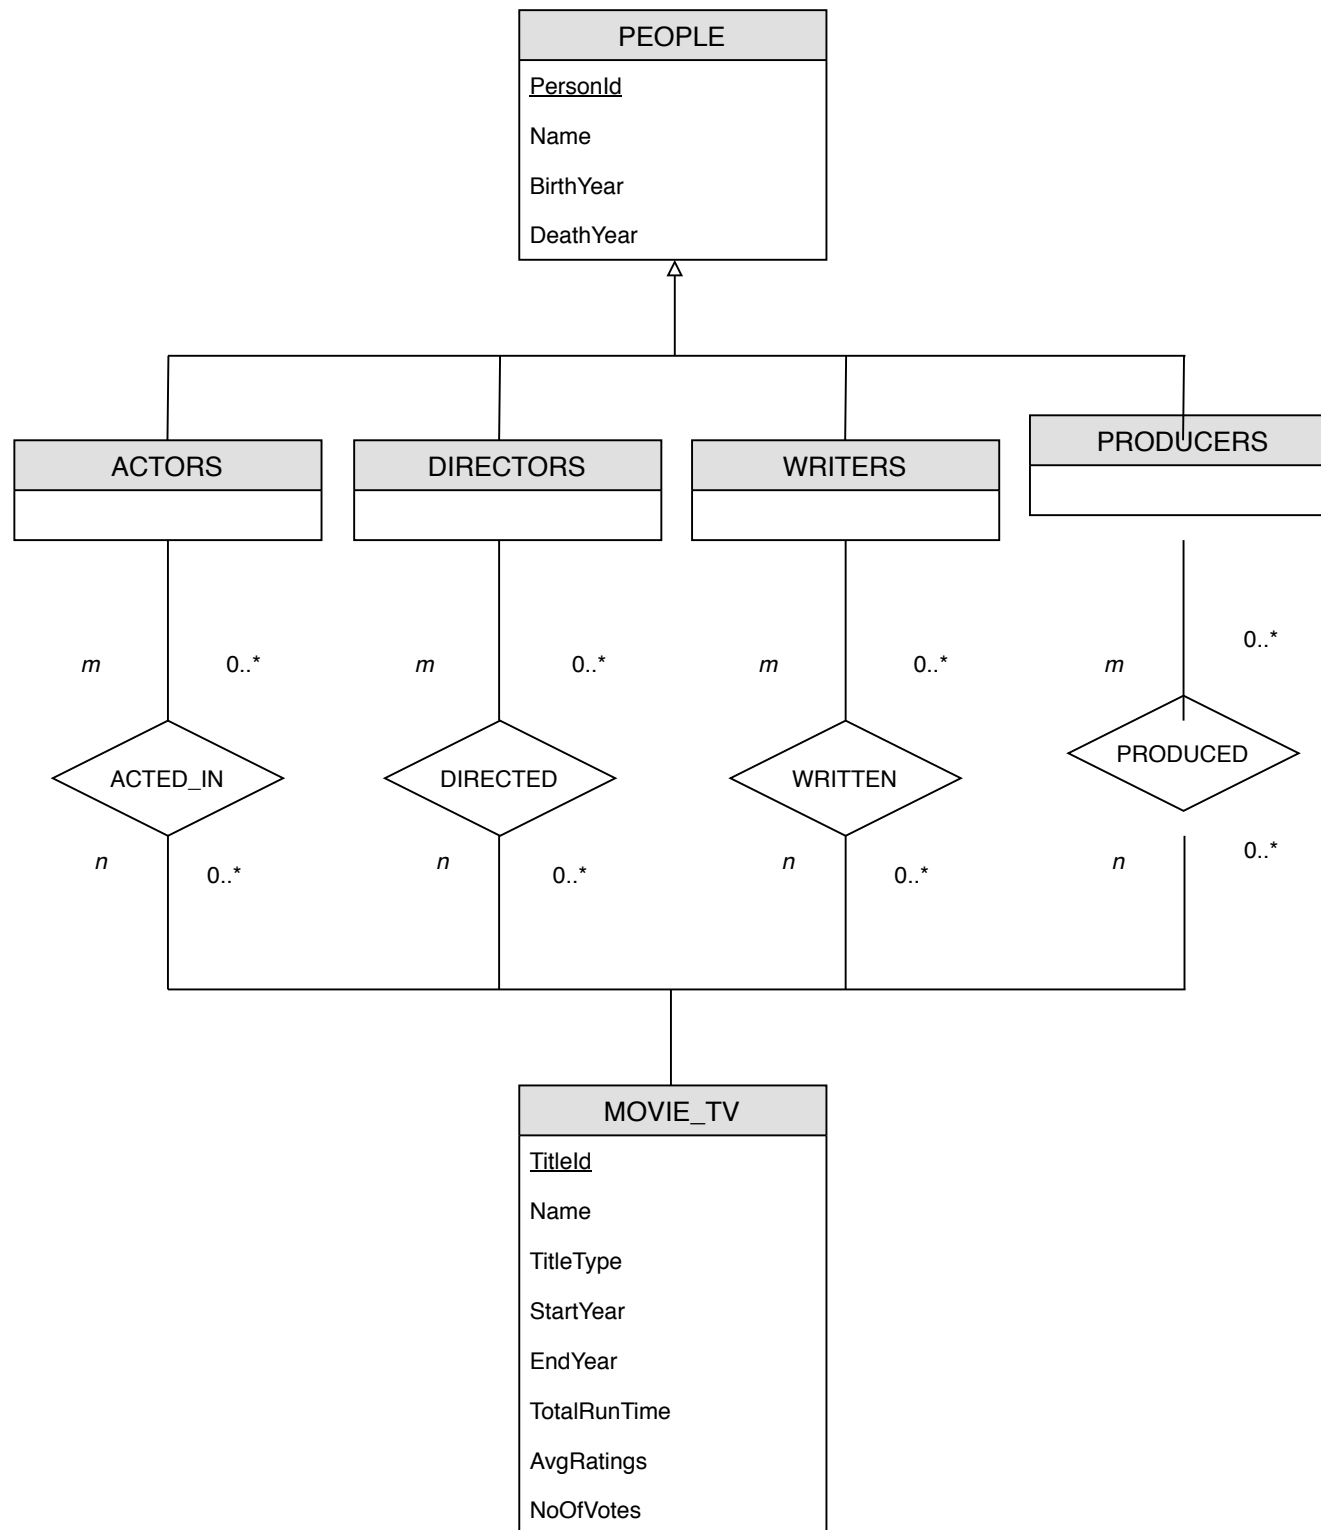 PEOPLE
PersonId
Name
BirthYear
DeathYear
ACTORS
DIRECTORS
WRITERS
PRODUCERS
m 0..* m 0..* m 0..* m 0..*
ACTED_IN
DIRECTED
WRITTEN
PRODUCED
n 0..* n 0..* n 0..* n 0..*
MOVIE_TV
TitleId
Name
TitleType
StartYear
EndYear
TotalRunTime
AvgRatings
NoOfVotes